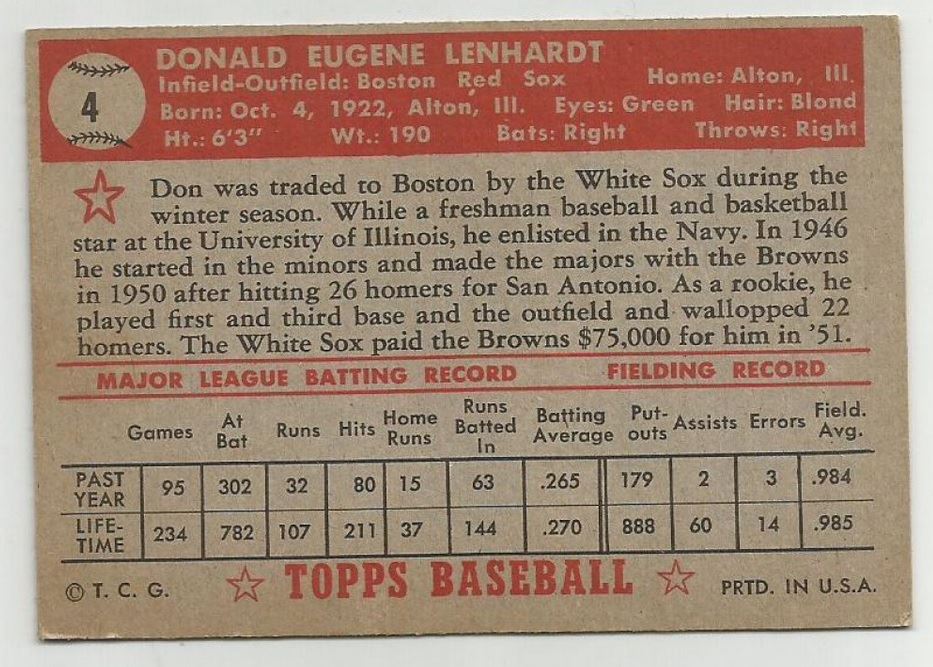 4
DONALD EUGENE LENHARDT
Infield-Outfield: Boston Red Sox Home: Alton, Ill.
Born: Oct. 4, 1922, Alton, Ill. Eyes: Green Hair: Blond
Ht.: 6'3" Wt.: 190 Bats: Right Throws: Right
Don was traded to Boston by the White Sox during the
winter season. While a freshman baseball and basketball
star at the University of Illinois, he enlisted in the Navy. In 1946
he started in the minors and made the majors with the Browns
in 1950 after hitting 26 homers for San Antonio. As a rookie, he
played first and third base and the outfield and wallopped 22
homers. The White Sox paid the Browns $75,000 for him in '51.
MAJOR LEAGUE BATTING RECORD FIELDING RECORD
Games At Bat Runs Hits Home Runs Runs Batted In Batting Average Put-outs Assists Errors Field. Avg.
PAST YEAR 95 302 32 80 15 63 .265 179 2 3 .984
LIFE-TIME 234 782 107 211 37 144 .270 888 60 14 .985
© T. C. G. TOPPS BASEBALL PRTD. IN U.S.A.